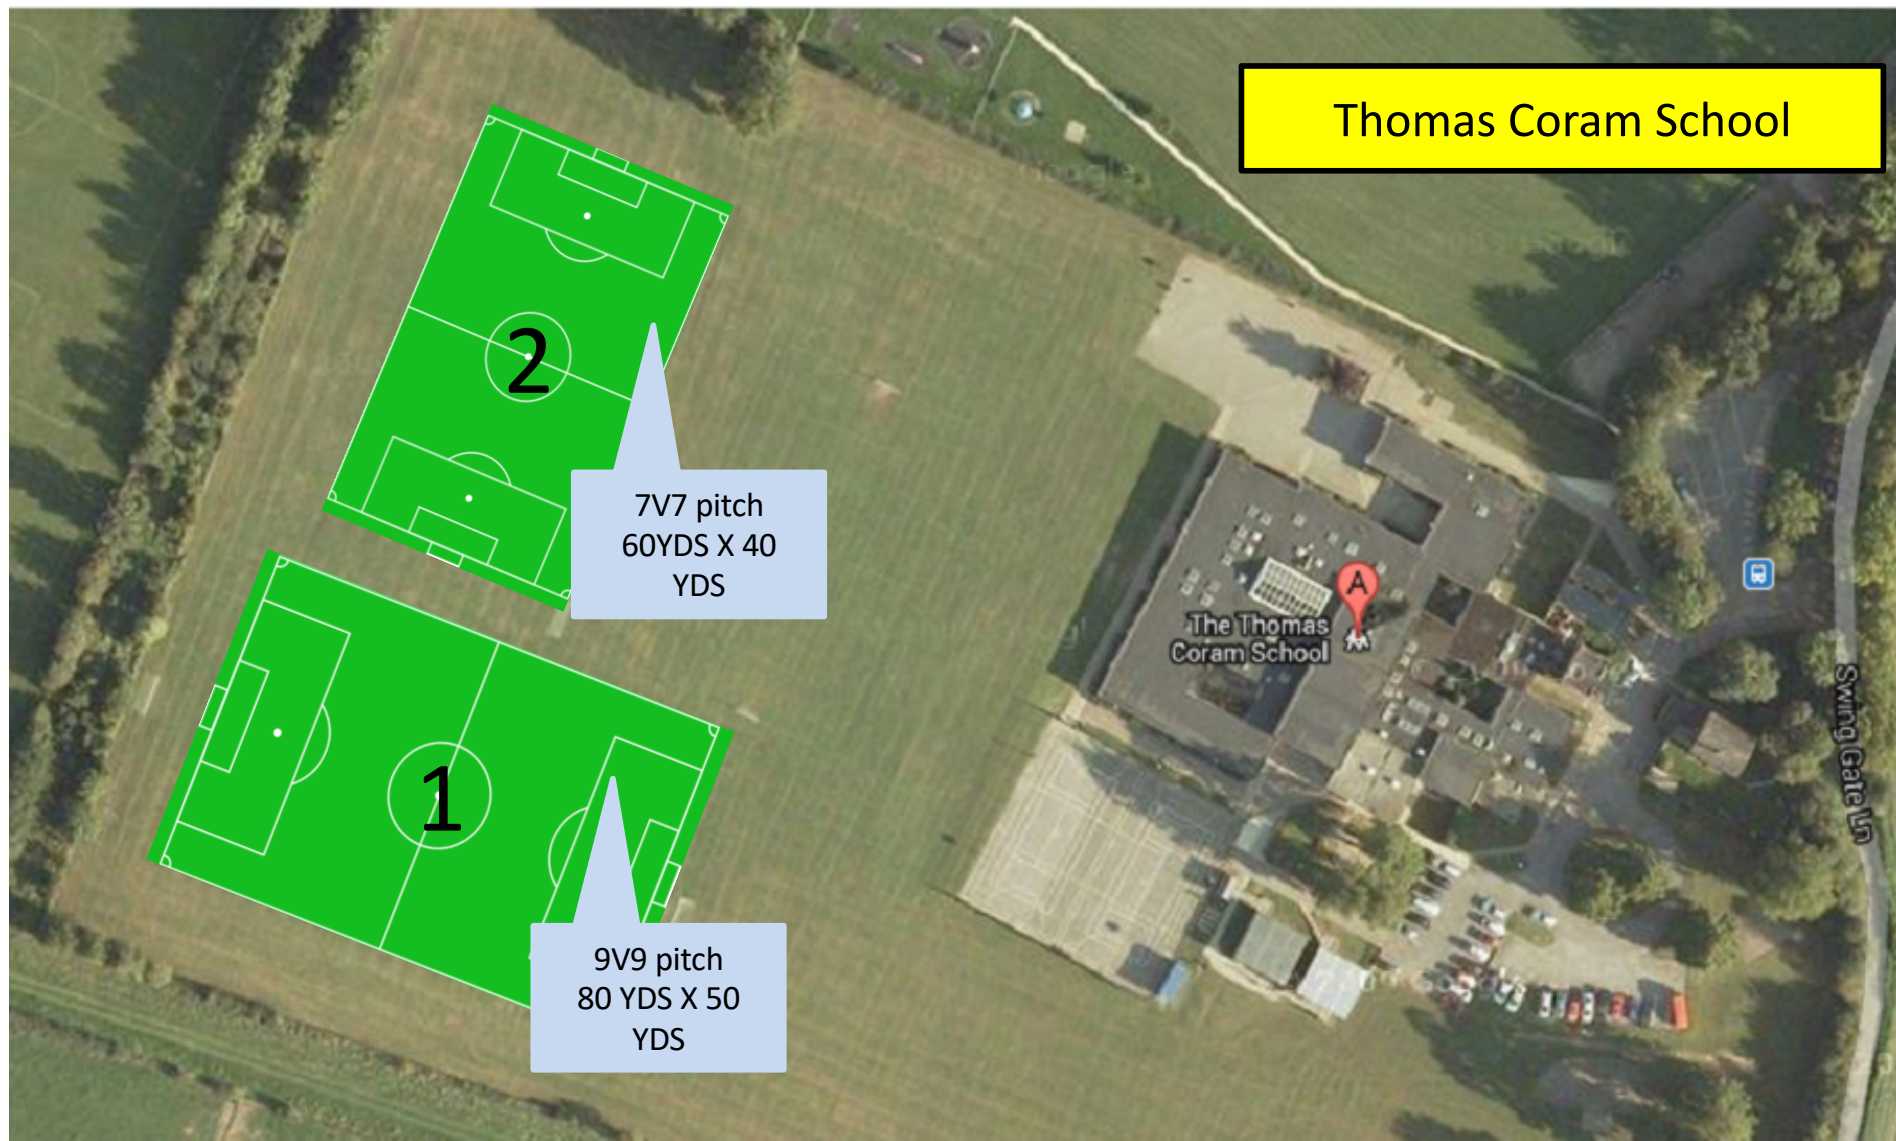 Thomas Coram School
2
7V7 pitch
60YDS X 40
YDS
A
The Thomas
Coram School
Swing Gate Ln
1
9V9 pitch
80 YDS X 50
YDS